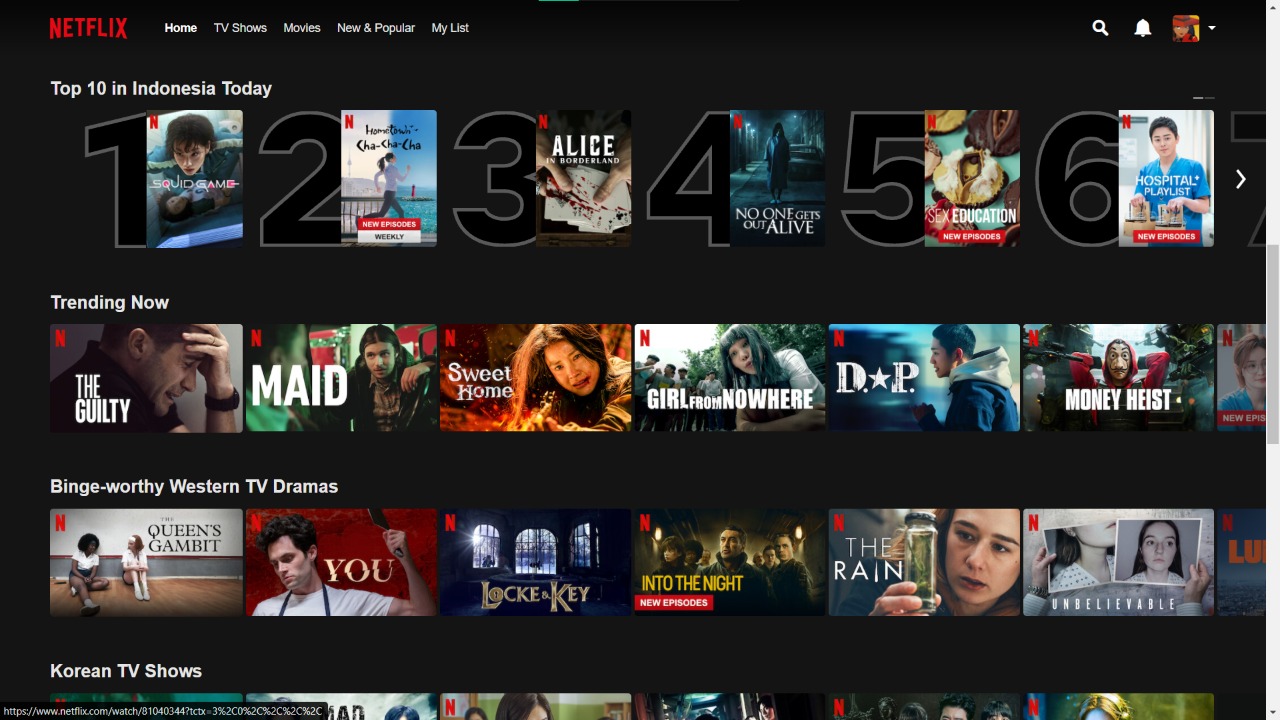 NETFLIX
Home TV Shows Movies New & Popular My List
Top 10 in Indonesia Today
1
SQUID GAME
2
Hometown
Cha-Cha-Cha
NEW EPISODES
WEEKLY
3
ALICE
IN BORDERLAND
4
NO ONE GETS
OUT ALIVE
5
SEX EDUCATION
NEW EPISODES
6
HOSPITAL
PLAYLIST
NEW EPISODES
7
Trending Now
THE
GUILTY
MAID
Sweet
Home
GIRL FROM NOWHERE
D.P.
MONEY HEIST
NEW EPIS
Binge-worthy Western TV Dramas
THE
QUEEN'S
GAMBIT
YOU
LOCKE & KEY
INTO THE NIGHT
NEW EPISODES
THE
RAIN
UNBELIEVABLE
LU
Korean TV Shows
MAD
https://www.netflix.com/watch/81040344?tctx=3%2C0%2C%2C%2C%2C